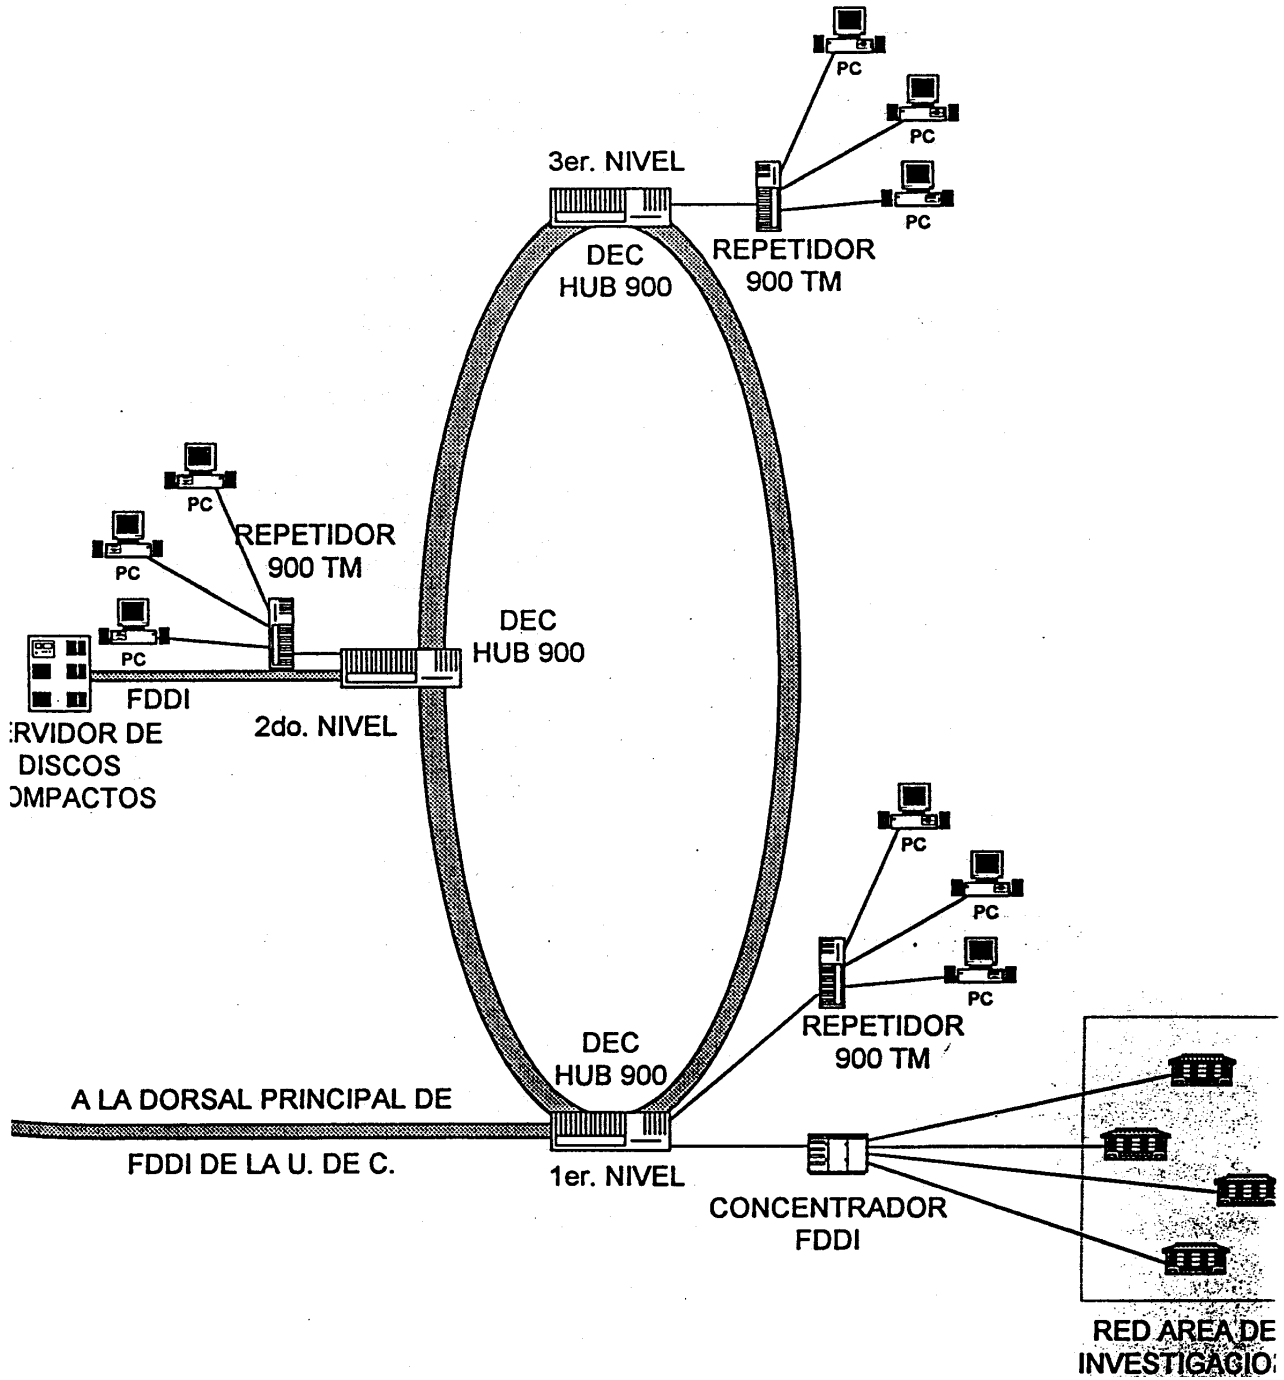 PC
PC
PC
3er. NIVEL
DEC
HUB 900
REPETIDOR
900 TM
PC
PC
PC
REPETIDOR
900 TM
DEC
HUB 900
FDDI
2do. NIVEL
ERVIDOR DE
DISCOS
OMPACTOS
PC
PC
PC
REPETIDOR
900 TM
DEC
HUB 900
A LA DORSAL PRINCIPAL DE
FDDI DE LA U. DE C.
1er. NIVEL
CONCENTRADOR
FDDI
RED AREA DE
INVESTIGACIO